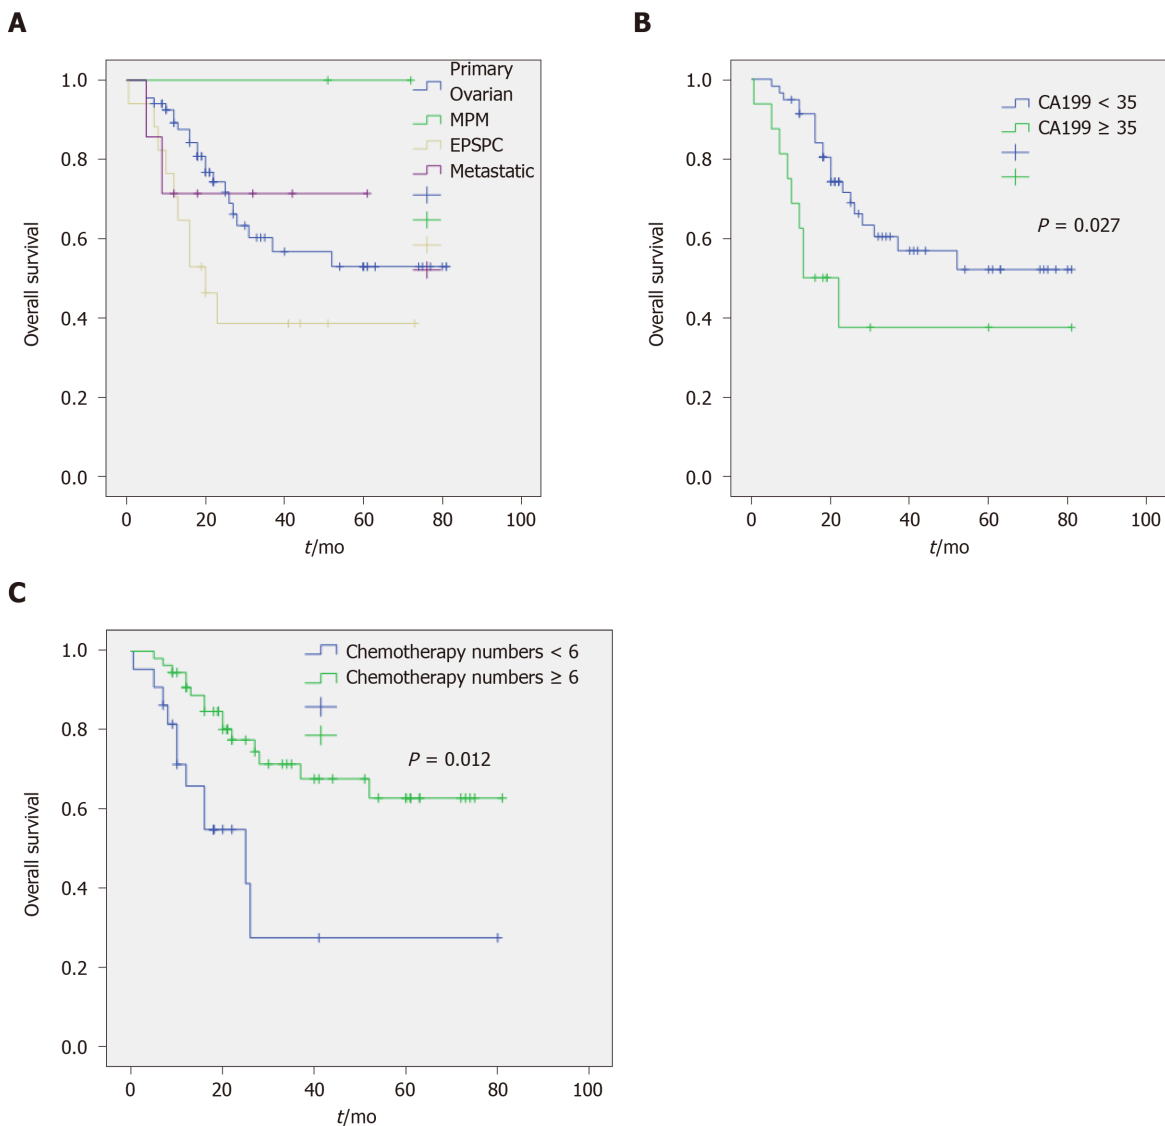 A
Overall survival
1.0
0.8
0.6
0.4
0.2
0.0
0 20 40 60 80 100
t/mo
Primary
Ovarian
MPM
EPSPC
Metastatic
B
Overall survival
1.0
0.8
0.6
0.4
0.2
0.0
0 20 40 60 80 100
t/mo
CA199 < 35
CA199 ≥ 35
P = 0.027
C
Overall survival
1.0
0.8
0.6
0.4
0.2
0.0
0 20 40 60 80 100
t/mo
Chemotherapy numbers < 6
Chemotherapy numbers ≥ 6
P = 0.012